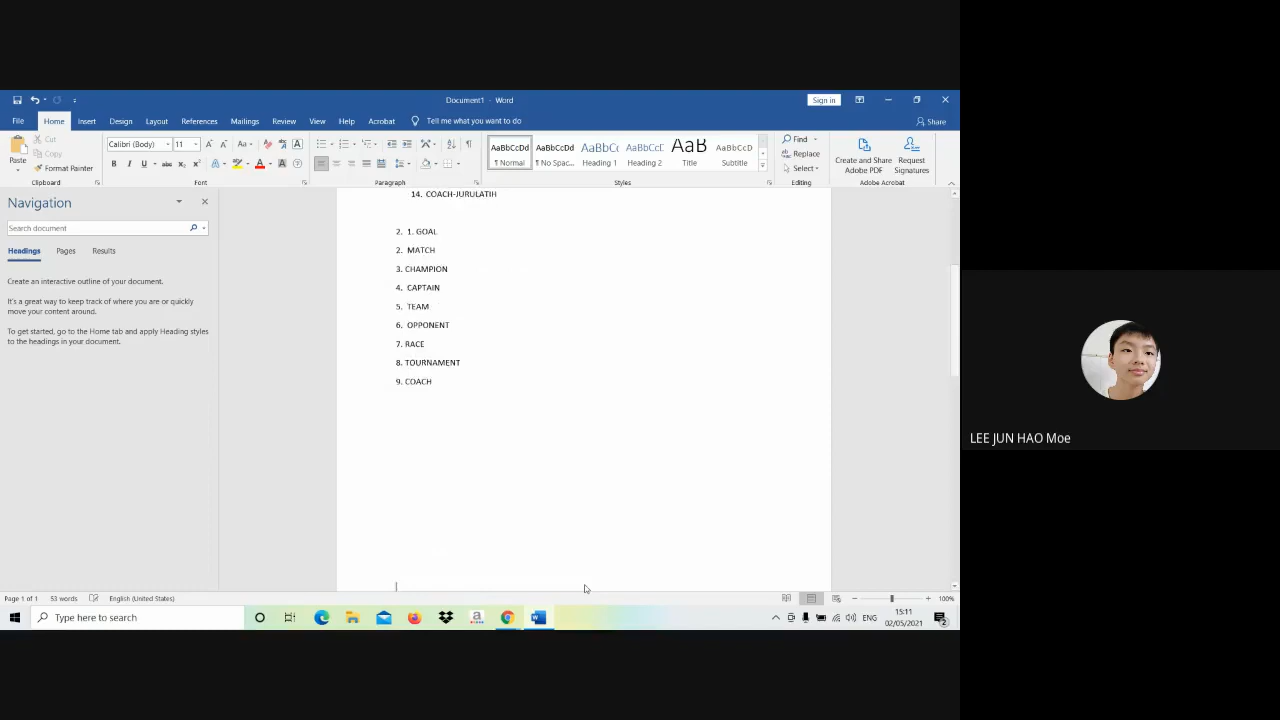 Document1 - Word
Sign in
File Home Insert Design Layout References Mailings Review View Help Acrobat Tell me what you want to do
Share
Paste
Cut
Copy
Format Painter
Clipboard
Calibri (Body) 11
Font
Paragraph
AaBbCcDd AaBbCcDd AaBbCc AaBbCcC AaB AaBbCcD
¶ Normal ¶ No Spac... Heading 1 Heading 2 Title Subtitle
Styles
Find
Replace
Select
Editing
Create and Share Adobe PDF
Request Signatures
Adobe Acrobat
Navigation
Search document
Headings Pages Results
Create an interactive outline of your document.
It's a great way to keep track of where you are or quickly
move your content around.
To get started, go to the Home tab and apply Heading styles
to the headings in your document.
14. COACH-JURULATIH
2. 1. GOAL
2. MATCH
3. CHAMPION
4. CAPTAIN
5. TEAM
6. OPPONENT
7. RACE
8. TOURNAMENT
9. COACH
LEE JUN HAO Moe
Page 1 of 1 53 words English (United States) 100%
Type here to search
ENG
15:11
02/05/2021